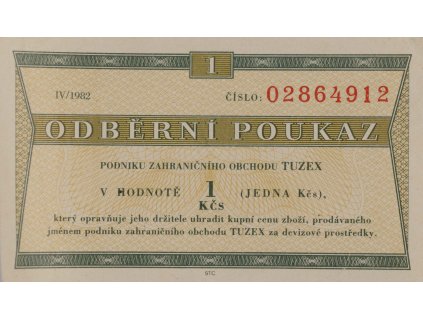 1
IV/1982 ČÍSLO: 02864912
ODBĚRNÍ POUKAZ
PODNIKU ZAHRANIČNÍHO OBCHODU TUZEX
V HODNOTĚ 1 KČS (JEDNA Kčs),
který opravňuje jeho držitele uhradit kupní cenu zboží, prodávaného
jménem podniku zahraničního obchodu TUZEX za devizové prostředky.
STC